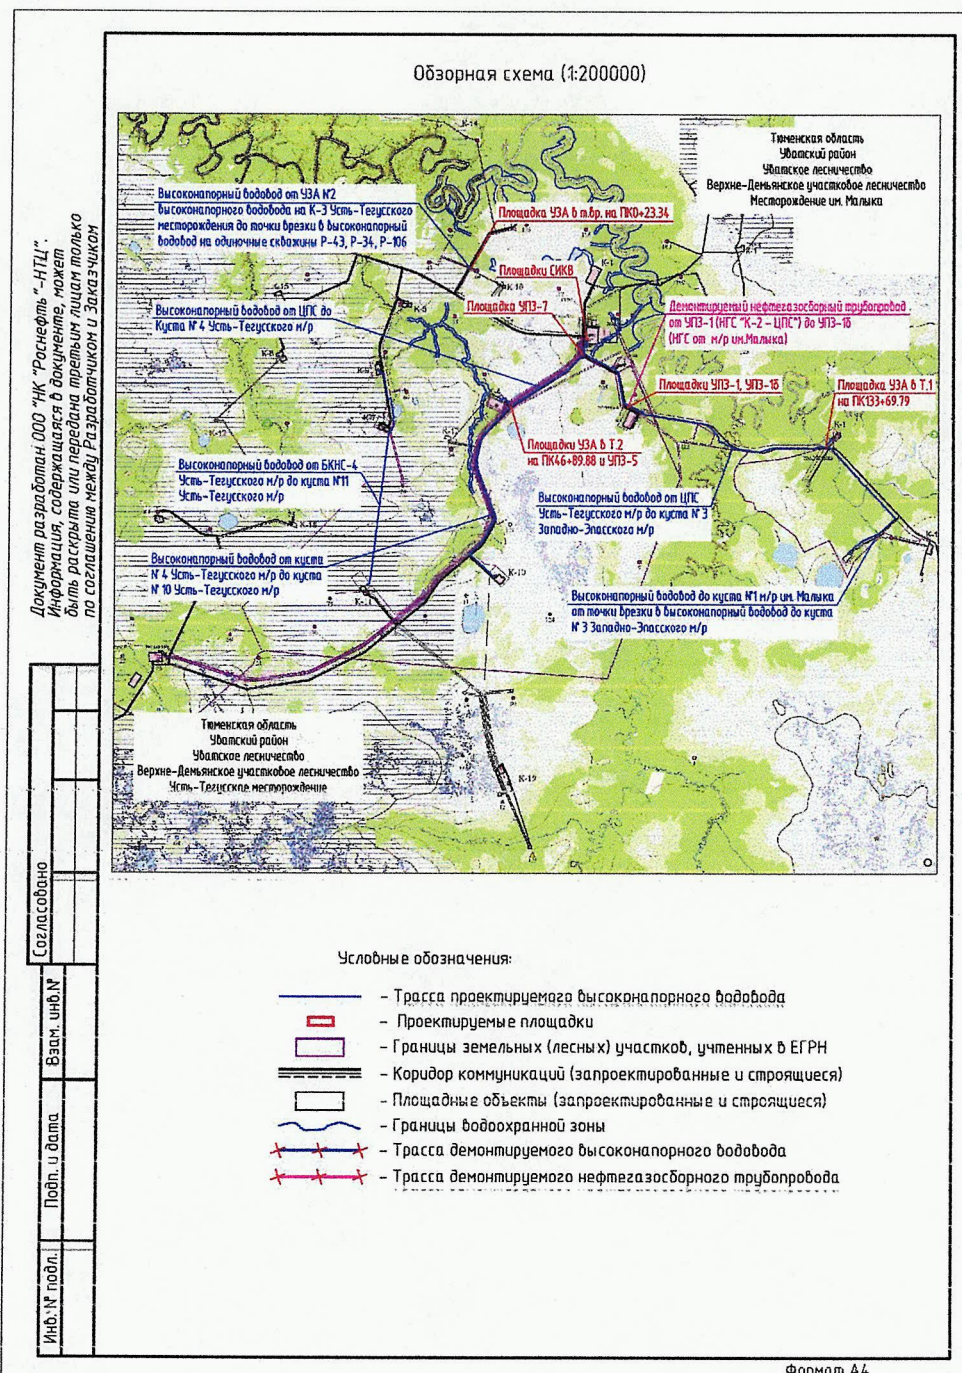 Обзорная схема (1:200000)
Документ разработан ООО "НК "Роснефть"-НТЦ".
Информация, содержащаяся в документе, может
быть раскрыта или передана третьим лицам только
по соглашению между Разработчиком и Заказчиком
К-14
Тюменская область
Уватский район
Уватское лесничество
Верхне-Демьянское участковое лесничество
Месторождение им. Малыка
Высоконапорный водовод от УЗА №2
высоконапорного водовода на К-3 Усть-Тегусского
месторождения до точки врезки в высоконапорный
водовод на одиночные скважины Р-43, Р-34, Р-106
Площадка УЗА в т.вр. на ПК0+23.34
Площадки СИКВ
К-1
К-18
Площадка УПЗ-7
Высоконапорный водовод от ЦПС до
Куста № 4 Усть-Тегусского м/р
Демонтируемый нефтегазосборный трубопровод
от УПЗ-1 (НГС "К-2 - ЦПС") до УПЗ-1б
(НГС от м/р им.Малыка)
Площадки УПЗ-1, УПЗ-1б
Площадка УЗА в Т.1
на ПК133+69.79
К-1
К-12
Площадки УЗА в Т.2
на ПК46+89.88 и УПЗ-5
Высоконапорный водовод от БКНС-4
Усть-Тегусского м/р до куста №11
Усть-Тегусского м/р
Высоконапорный водовод от ЦПС
Усть-Тегусского м/р до куста № 3
Западно-Эпасского м/р
Высоконапорный водовод от куста
№ 4 Усть-Тегусского м/р до куста
№ 10 Усть-Тегусского м/р
К-10
Высоконапорный водовод до куста №1 м/р им. Малыка
от точки врезки в высоконапорный водовод до куста
№ 3 Западно-Эпасского м/р
Тюменская область
Уватский район
Уватское лесничество
Верхне-Демьянское участковое лесничество
Усть-Тегусское месторождение
К-19
Согласовано
Взам. инв.№
Подп. и дата
Инв. № подл.
Условные обозначения:
- Трасса проектируемого высоконапорного водовода
- Проектируемые площадки
- Границы земельных (лесных) участков, учтенных в ЕГРН
- Коридор коммуникаций (запроектированные и строящиеся)
- Площадные объекты (запроектированные и строящиеся)
- Границы водоохранной зоны
- Трасса демонтируемого высоконапорного водовода
- Трасса демонтируемого нефтегазосборного трубопровода
Формат А4